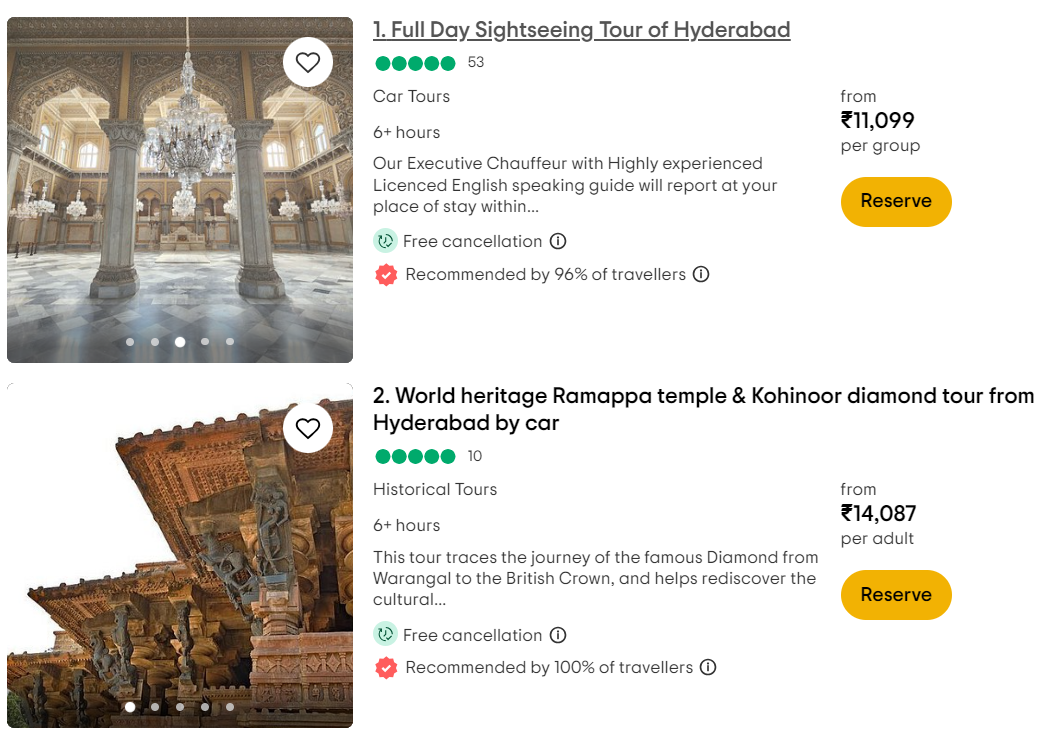 1. Full Day Sightseeing Tour of Hyderabad
53
Car Tours
6+ hours
Our Executive Chauffeur with Highly experienced
Licenced English speaking guide will report at your
place of stay within...
Free cancellation
Recommended by 96% of travellers
from
₹11,099
per group
Reserve
2. World heritage Ramappa temple & Kohinoor diamond tour from
Hyderabad by car
10
Historical Tours
6+ hours
This tour traces the journey of the famous Diamond from
Warangal to the British Crown, and helps rediscover the
cultural...
Free cancellation
Recommended by 100% of travellers
from
₹14,087
per adult
Reserve